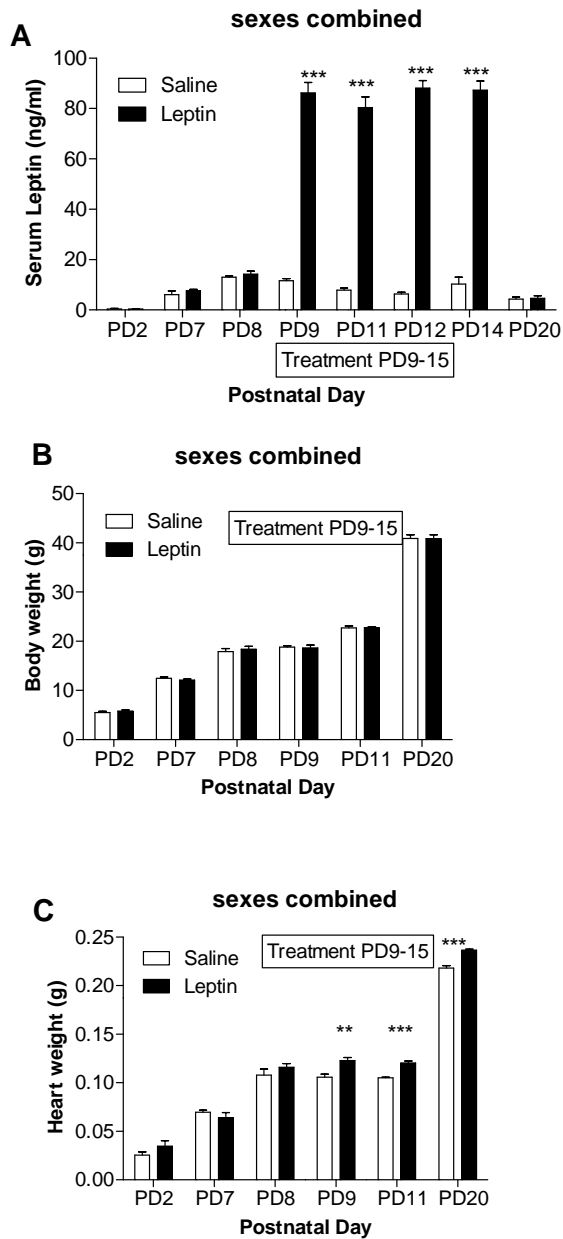 A
sexes combined
Serum Leptin (ng/ml)
100
80
60
40
20
0
Saline
Leptin
*** *** *** ***
PD2 PD7 PD8 PD9 PD11 PD12 PD14 PD20
Treatment PD9-15
Postnatal Day
B
sexes combined
Body weight (g)
50
40
30
20
10
0
Saline
Leptin
Treatment PD9-15
PD2 PD7 PD8 PD9 PD11 PD20
Postnatal Day
C
sexes combined
Heart weight (g)
0.25
0.20
0.15
0.10
0.05
0.00
Saline
Leptin
Treatment PD9-15
** *** ***
PD2 PD7 PD8 PD9 PD11 PD20
Postnatal Day